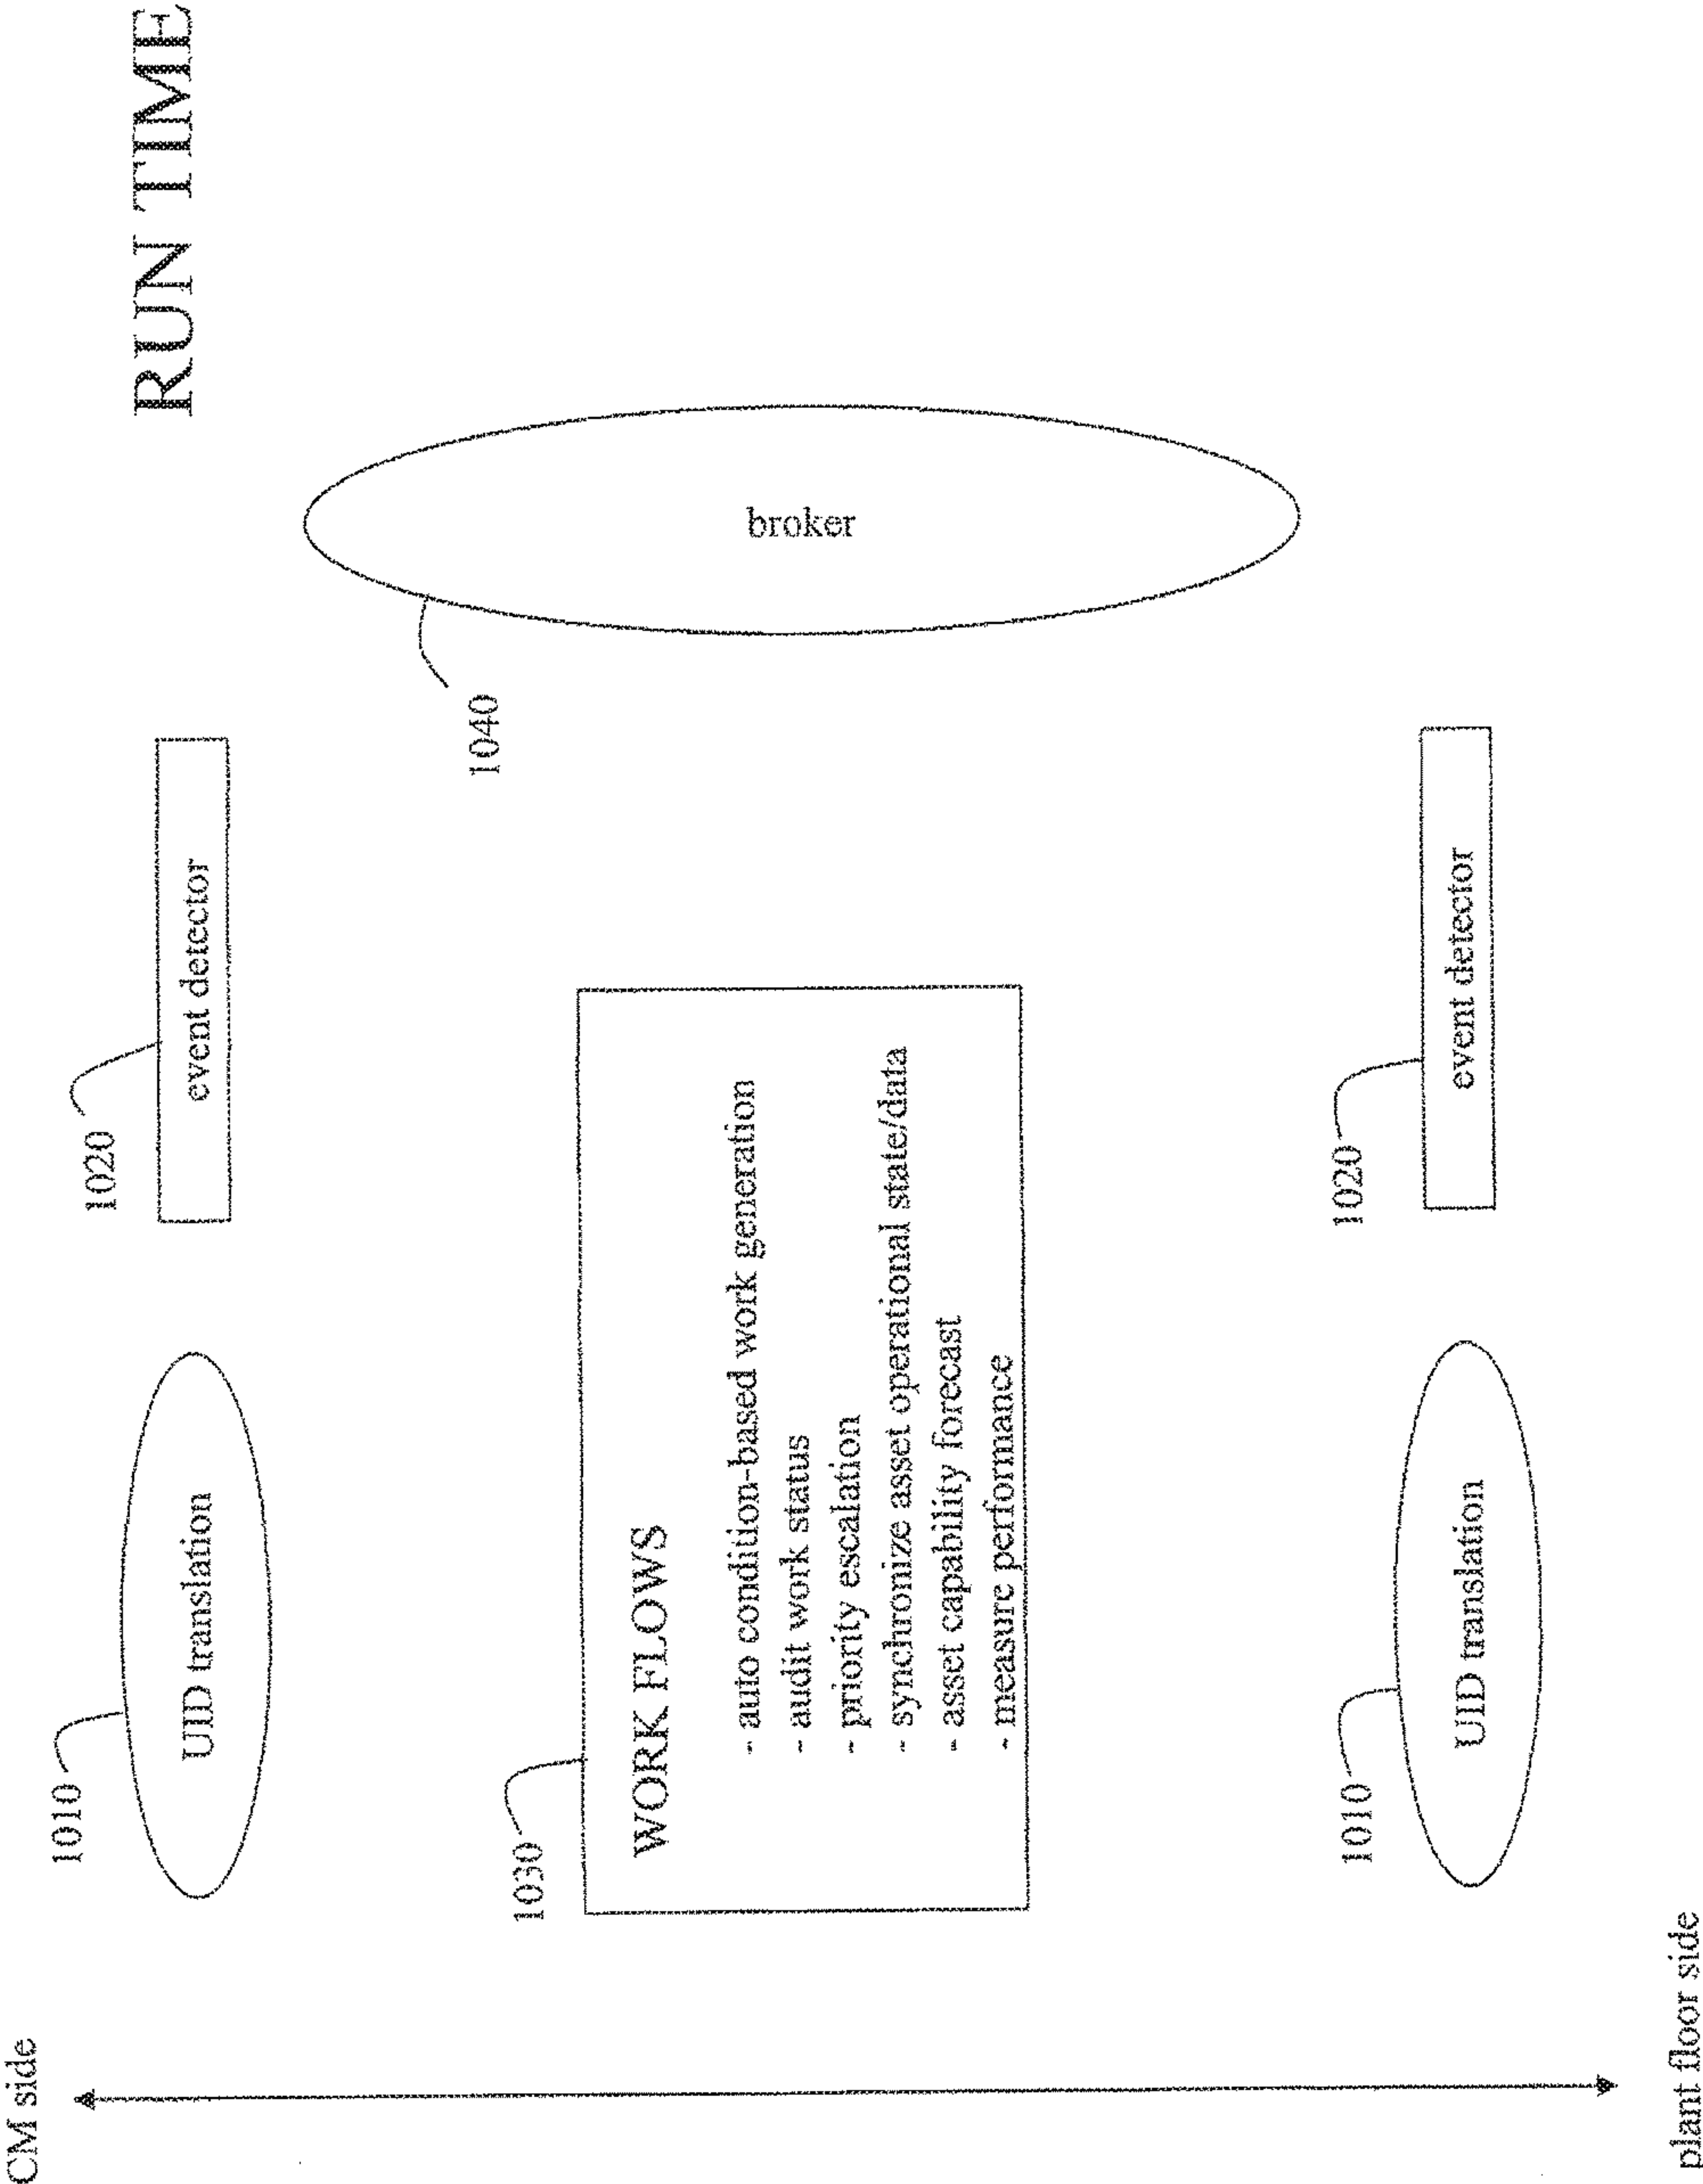 RUN TIME
CM side
1010
UID translation
1020
event detector
1030
WORK FLOWS
- auto condition-based work generation
- audit work status
- priority escalation
- synchronize asset operational state/data
- asset capability forecast
- measure performance
1040
broker
1010
UID translation
1020
event detector
plant floor side